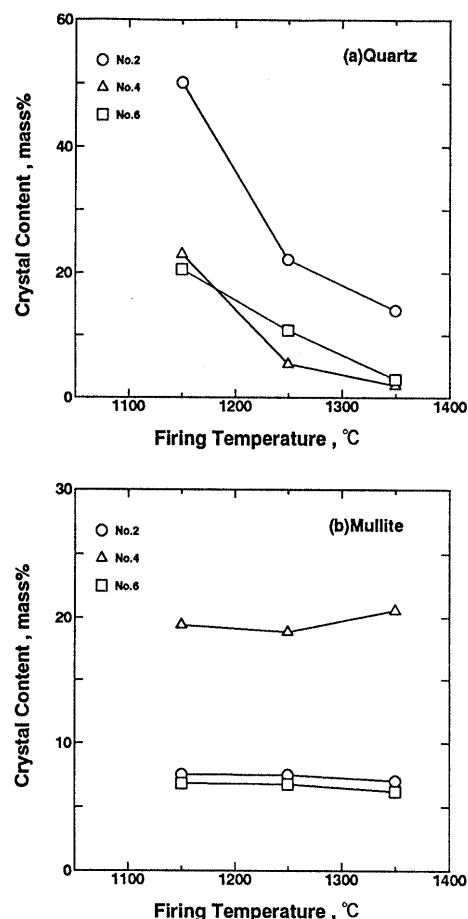 60
(a)Quartz
No.2
No.4
No.6
40
20
0
Crystal Content , mass%
1100 1200 1300 1400
Firing Temperature , °C
30
(b)Mullite
No.2
No.4
No.6
20
10
0
Crystal Content , mass%
1100 1200 1300 1400
Firing Temperature , °C